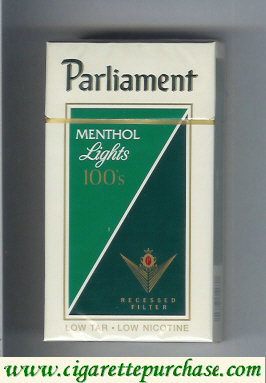 Parliament
MENTHOL
Lights
100's
RECESSED
FILTER
LOW TAR · LOW NICOTINE
www.cigarettepurchase.com